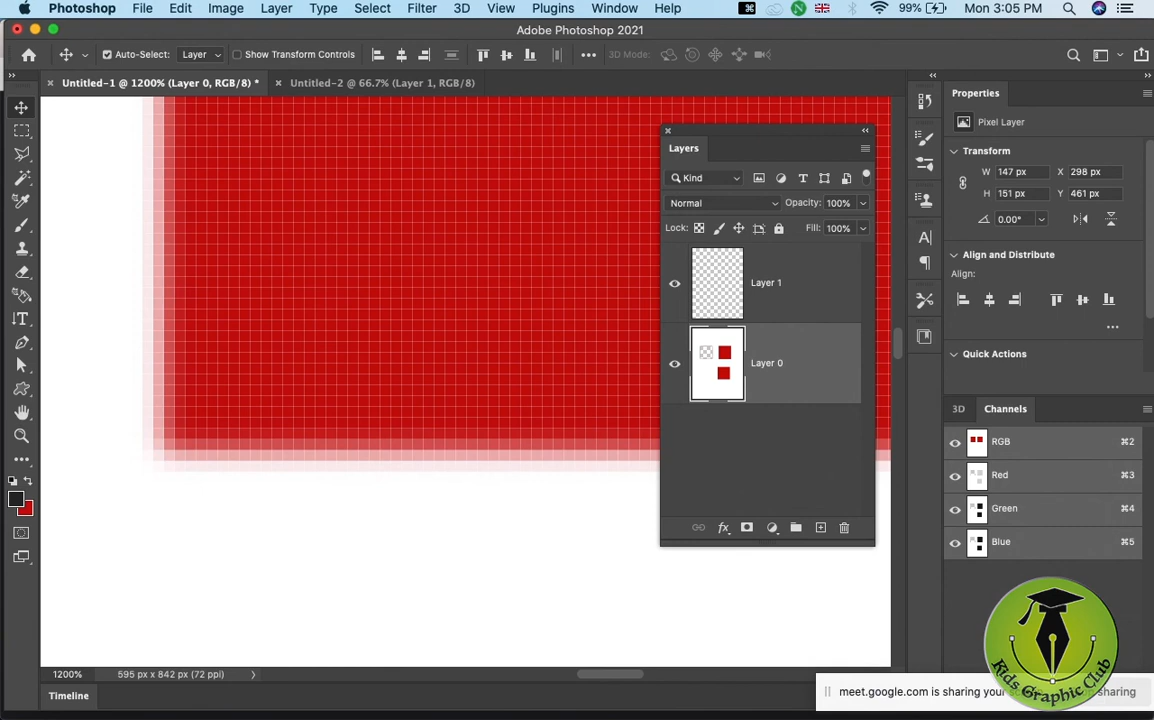 Photoshop File Edit Image Layer Type Select Filter 3D View Plugins Window Help 99% Mon 3:05 PM
Adobe Photoshop 2021
Auto-Select: Layer Show Transform Controls 3D Mode:
Untitled-1 @ 1200% (Layer 0, RGB/8) * Untitled-2 @ 66.7% (Layer 1, RGB/8)
Layers
Kind
Normal Opacity: 100%
Lock: Fill: 100%
Layer 1
Layer 0
fx
Properties
Pixel Layer
Transform
W 147 px X 298 px
H 151 px Y 461 px
0.00°
Align and Distribute
Align:
Quick Actions
3D Channels
RGB ⌘2
Red ⌘3
Green ⌘4
Blue ⌘5
1200% 595 px x 842 px (72 ppi)
Timeline
meet.google.com is sharing your sharing
Kids Graphic Club